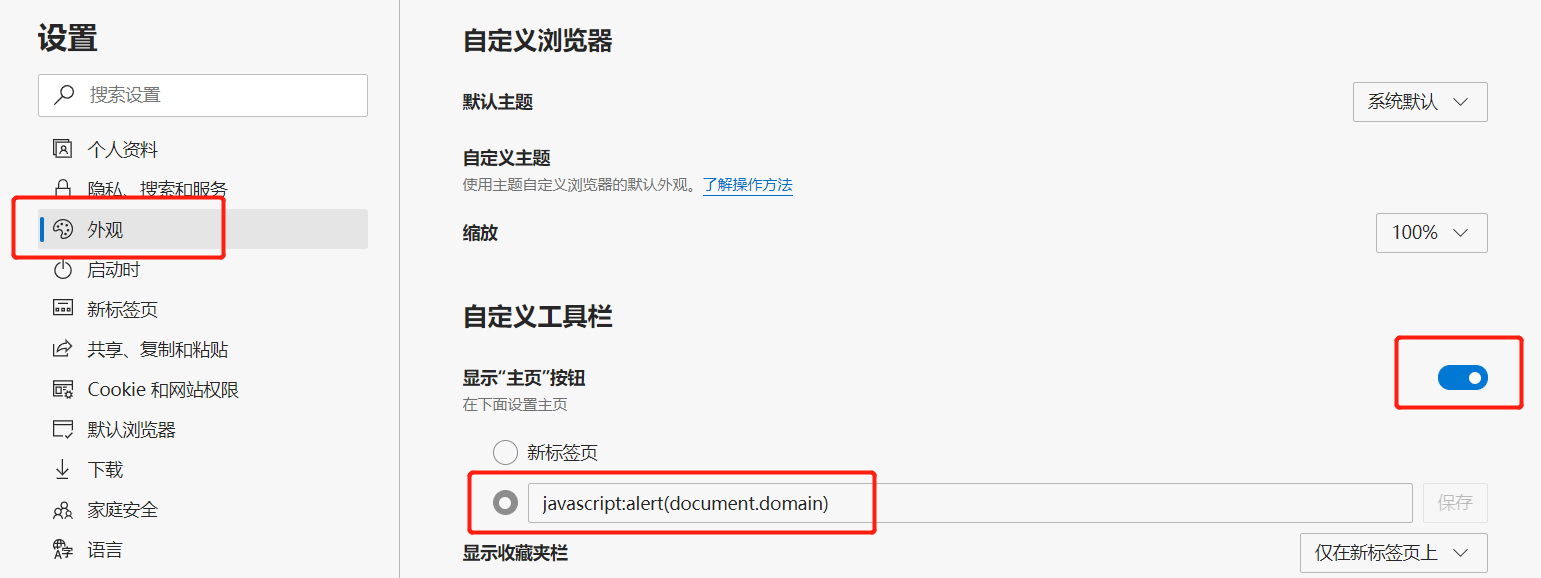 设置
搜索设置
个人资料
隐私、搜索和服务
外观
启动时
新标签页
共享、复制和粘贴
Cookie 和网站权限
默认浏览器
下载
家庭安全
语言
自定义浏览器
默认主题
系统默认
自定义主题
使用主题自定义浏览器的默认外观。了解操作方法
缩放
100%
自定义工具栏
显示“主页”按钮
在下面设置主页
新标签页
javascript:alert(document.domain)
保存
显示收藏夹栏
仅在新标签页上